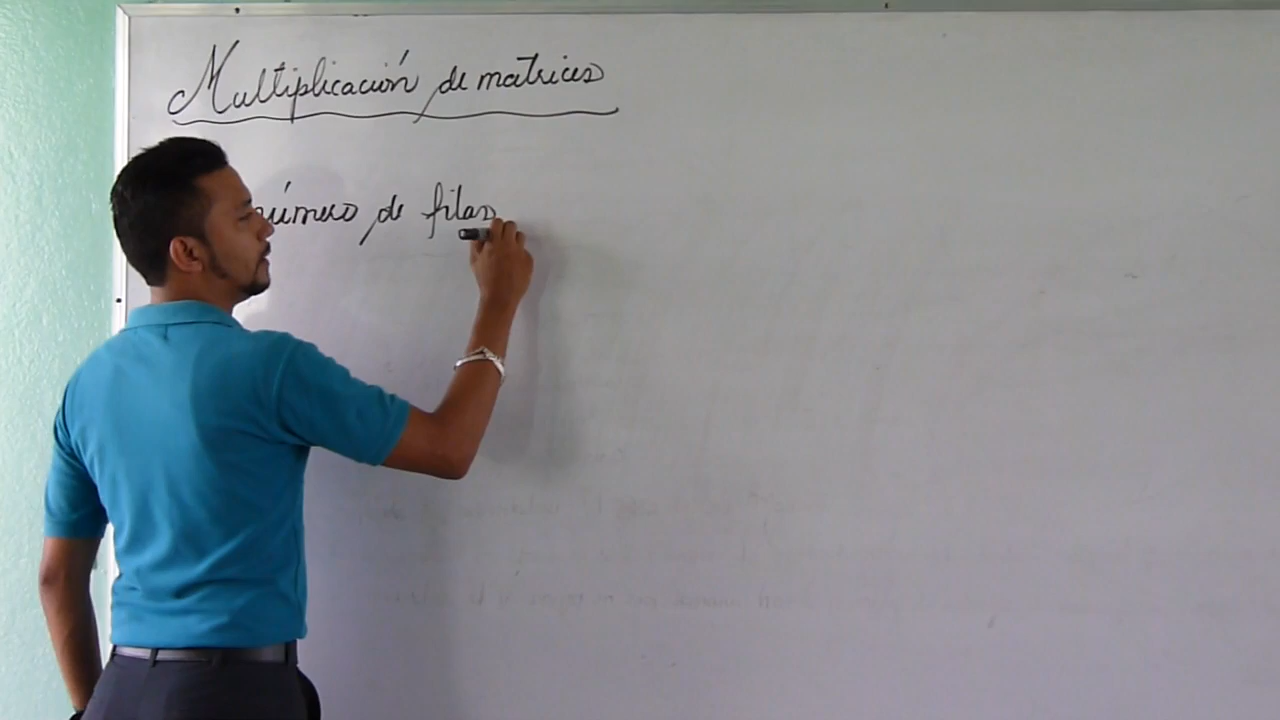 Multiplicación de matrices
número de filas